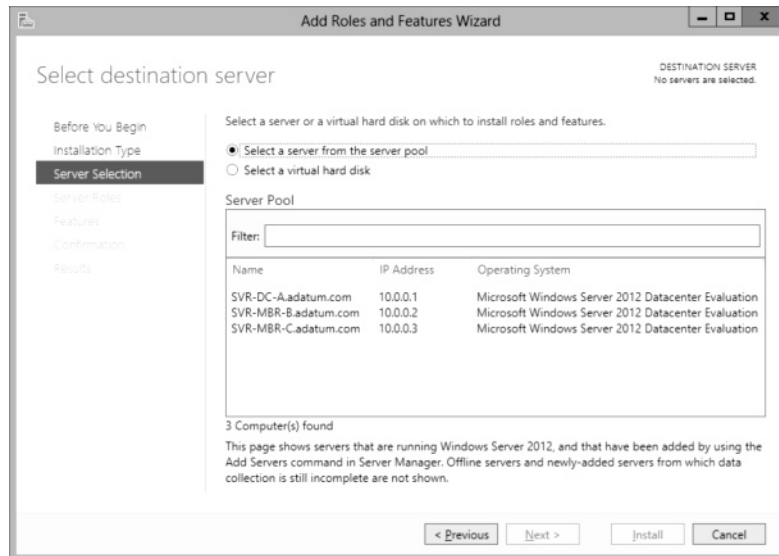 Add Roles and Features Wizard
Select destination server
DESTINATION SERVER
No servers are selected.
Before You Begin
Installation Type
Server Selection
Server Roles
Features
Confirmation
Results
Select a server or a virtual hard disk on which to install roles and features.
Select a server from the server pool
Select a virtual hard disk
Server Pool
Filter:
Name IP Address Operating System
SVR-DC-A.adatum.com 10.0.0.1 Microsoft Windows Server 2012 Datacenter Evaluation
SVR-MBR-B.adatum.com 10.0.0.2 Microsoft Windows Server 2012 Datacenter Evaluation
SVR-MBR-C.adatum.com 10.0.0.3 Microsoft Windows Server 2012 Datacenter Evaluation
3 Computer(s) found
This page shows servers that are running Windows Server 2012, and that have been added by using the
Add Servers command in Server Manager. Offline servers and newly-added servers from which data
collection is still incomplete are not shown.
< Previous Next > Install Cancel